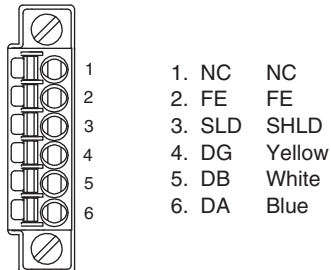 1
2
3
4
5
6
1. NC NC
2. FE FE
3. SLD SHLD
4. DG Yellow
5. DB White
6. DA Blue